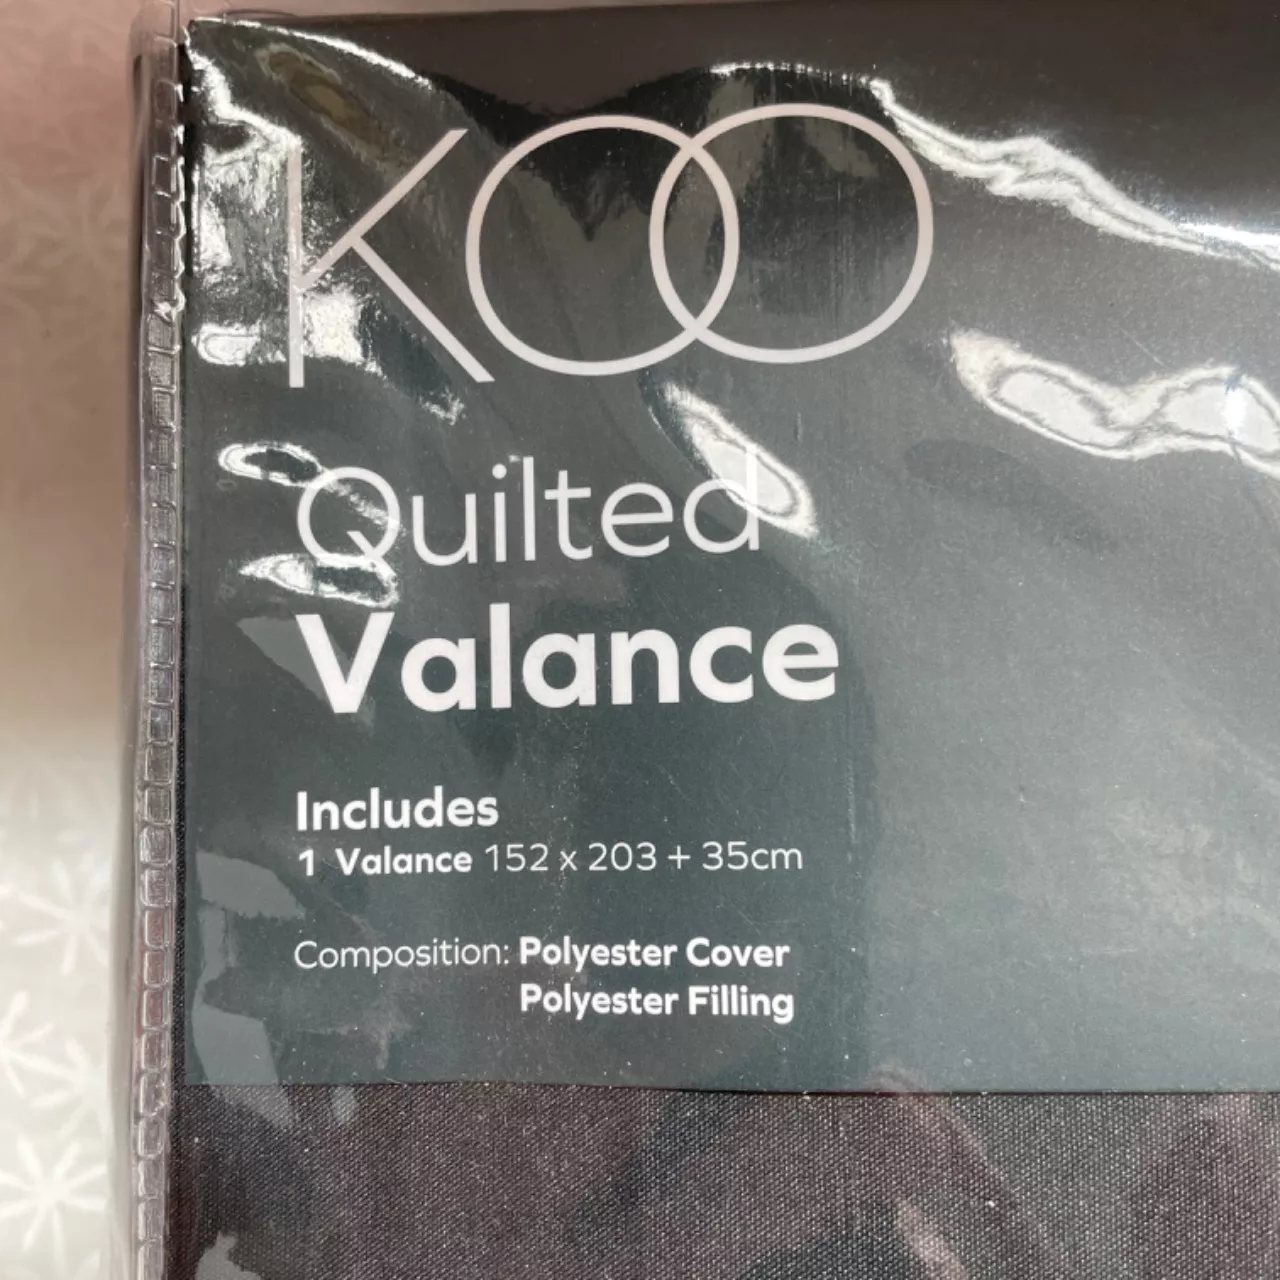 KOO
Quilted
Valance
Includes
1 Valance 152 x 203 + 35cm
Composition: Polyester Cover
Polyester Filling